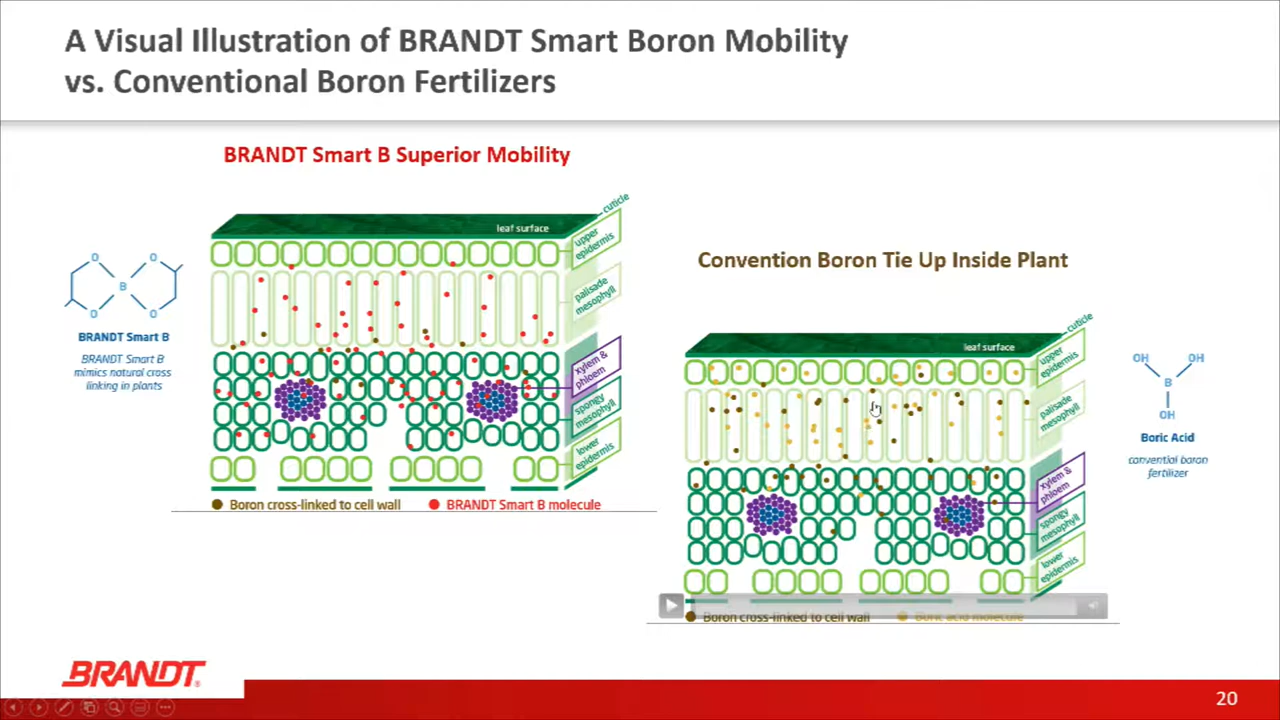 A Visual Illustration of BRANDT Smart Boron Mobility
vs. Conventional Boron Fertilizers
BRANDT Smart B Superior Mobility
cuticle
leaf surface
upper
epidermis
palisade
mesophyll
xylem &
phloem
spongy
mesophyll
lower
epidermis
O
O
B
O
O
BRANDT Smart B
BRANDT Smart B
mimics natural cross
linking in plants
Boron cross-linked to cell wall
BRANDT Smart B molecule
Convention Boron Tie Up Inside Plant
cuticle
leaf surface
upper
epidermis
palisade
mesophyll
xylem &
phloem
spongy
mesophyll
lower
epidermis
OH
OH
B
OH
Boric Acid
convential boron
fertilizer
Boron cross-linked to cell wall
Boric acid molecule
BRANDT
20